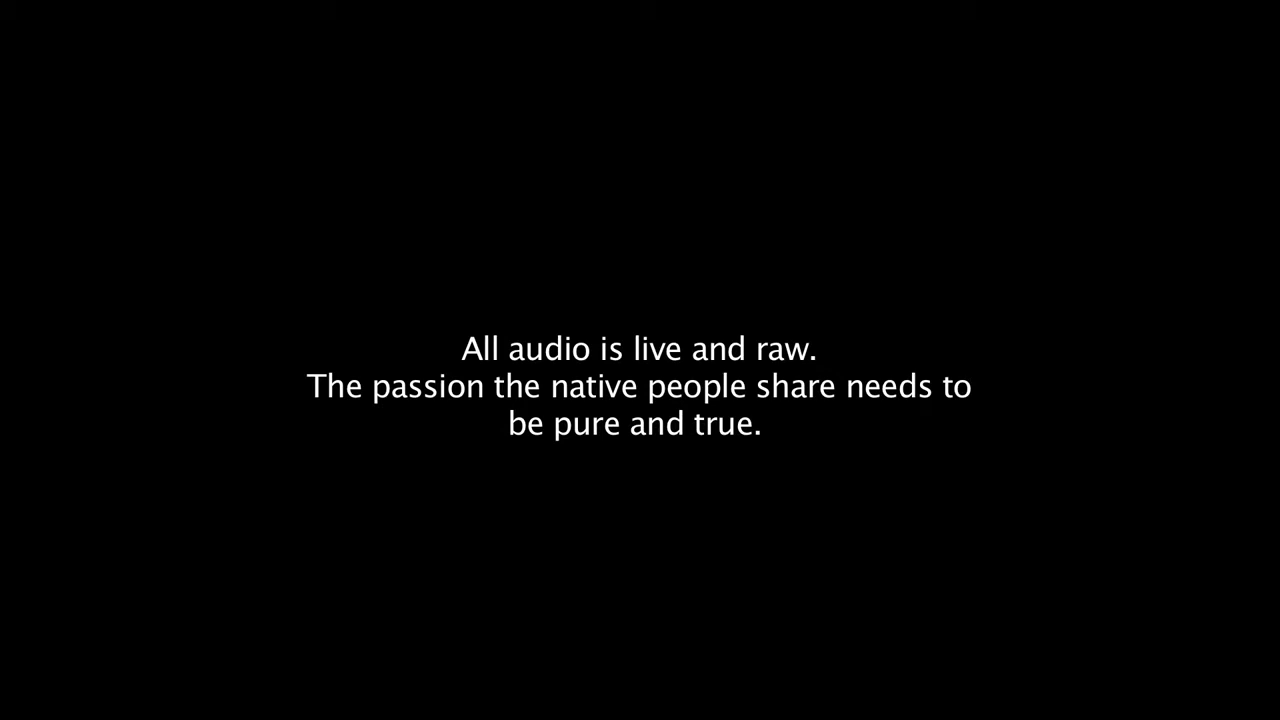 All audio is live and raw.
The passion the native people share needs to
be pure and true.